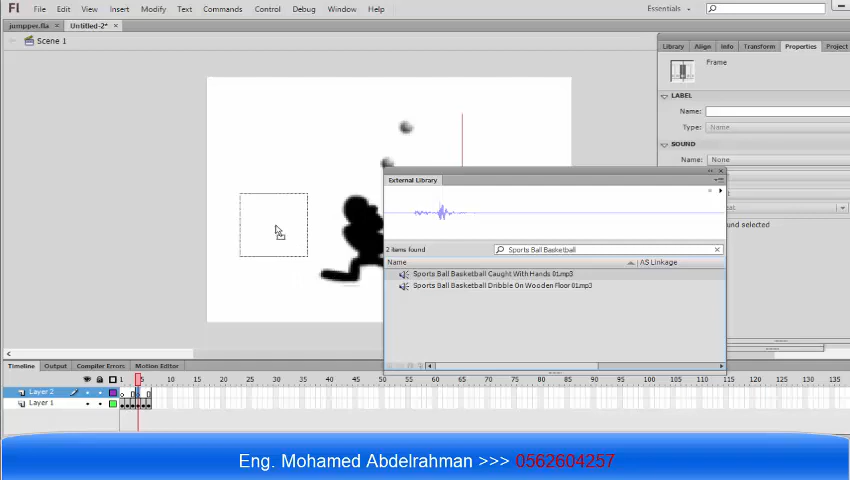 Fl File Edit View Insert Modify Text Commands Control Debug Window Help Essentials
jumpper.fla × Untitled-2* ×
Scene 1
Library Align Info Transform Properties Project
Frame
LABEL
Name:
Type: Name
SOUND
Name: None
nd selected
External Library
2 items found
Sports Ball Basketball
Name AS Linkage
Sports Ball Basketball Caught With Hands 01.mp3
Sports Ball Basketball Dribble On Wooden Floor 01.mp3
Timeline Output Compiler Errors Motion Editor
1 5 10 15 20 25 30 35 40 45 50 55 60 65 70 75 80 85 90 95 100 105 110 115 120 125 130 135
Layer 2
Layer 1
Eng. Mohamed Abdelrahman >>> 0562604257